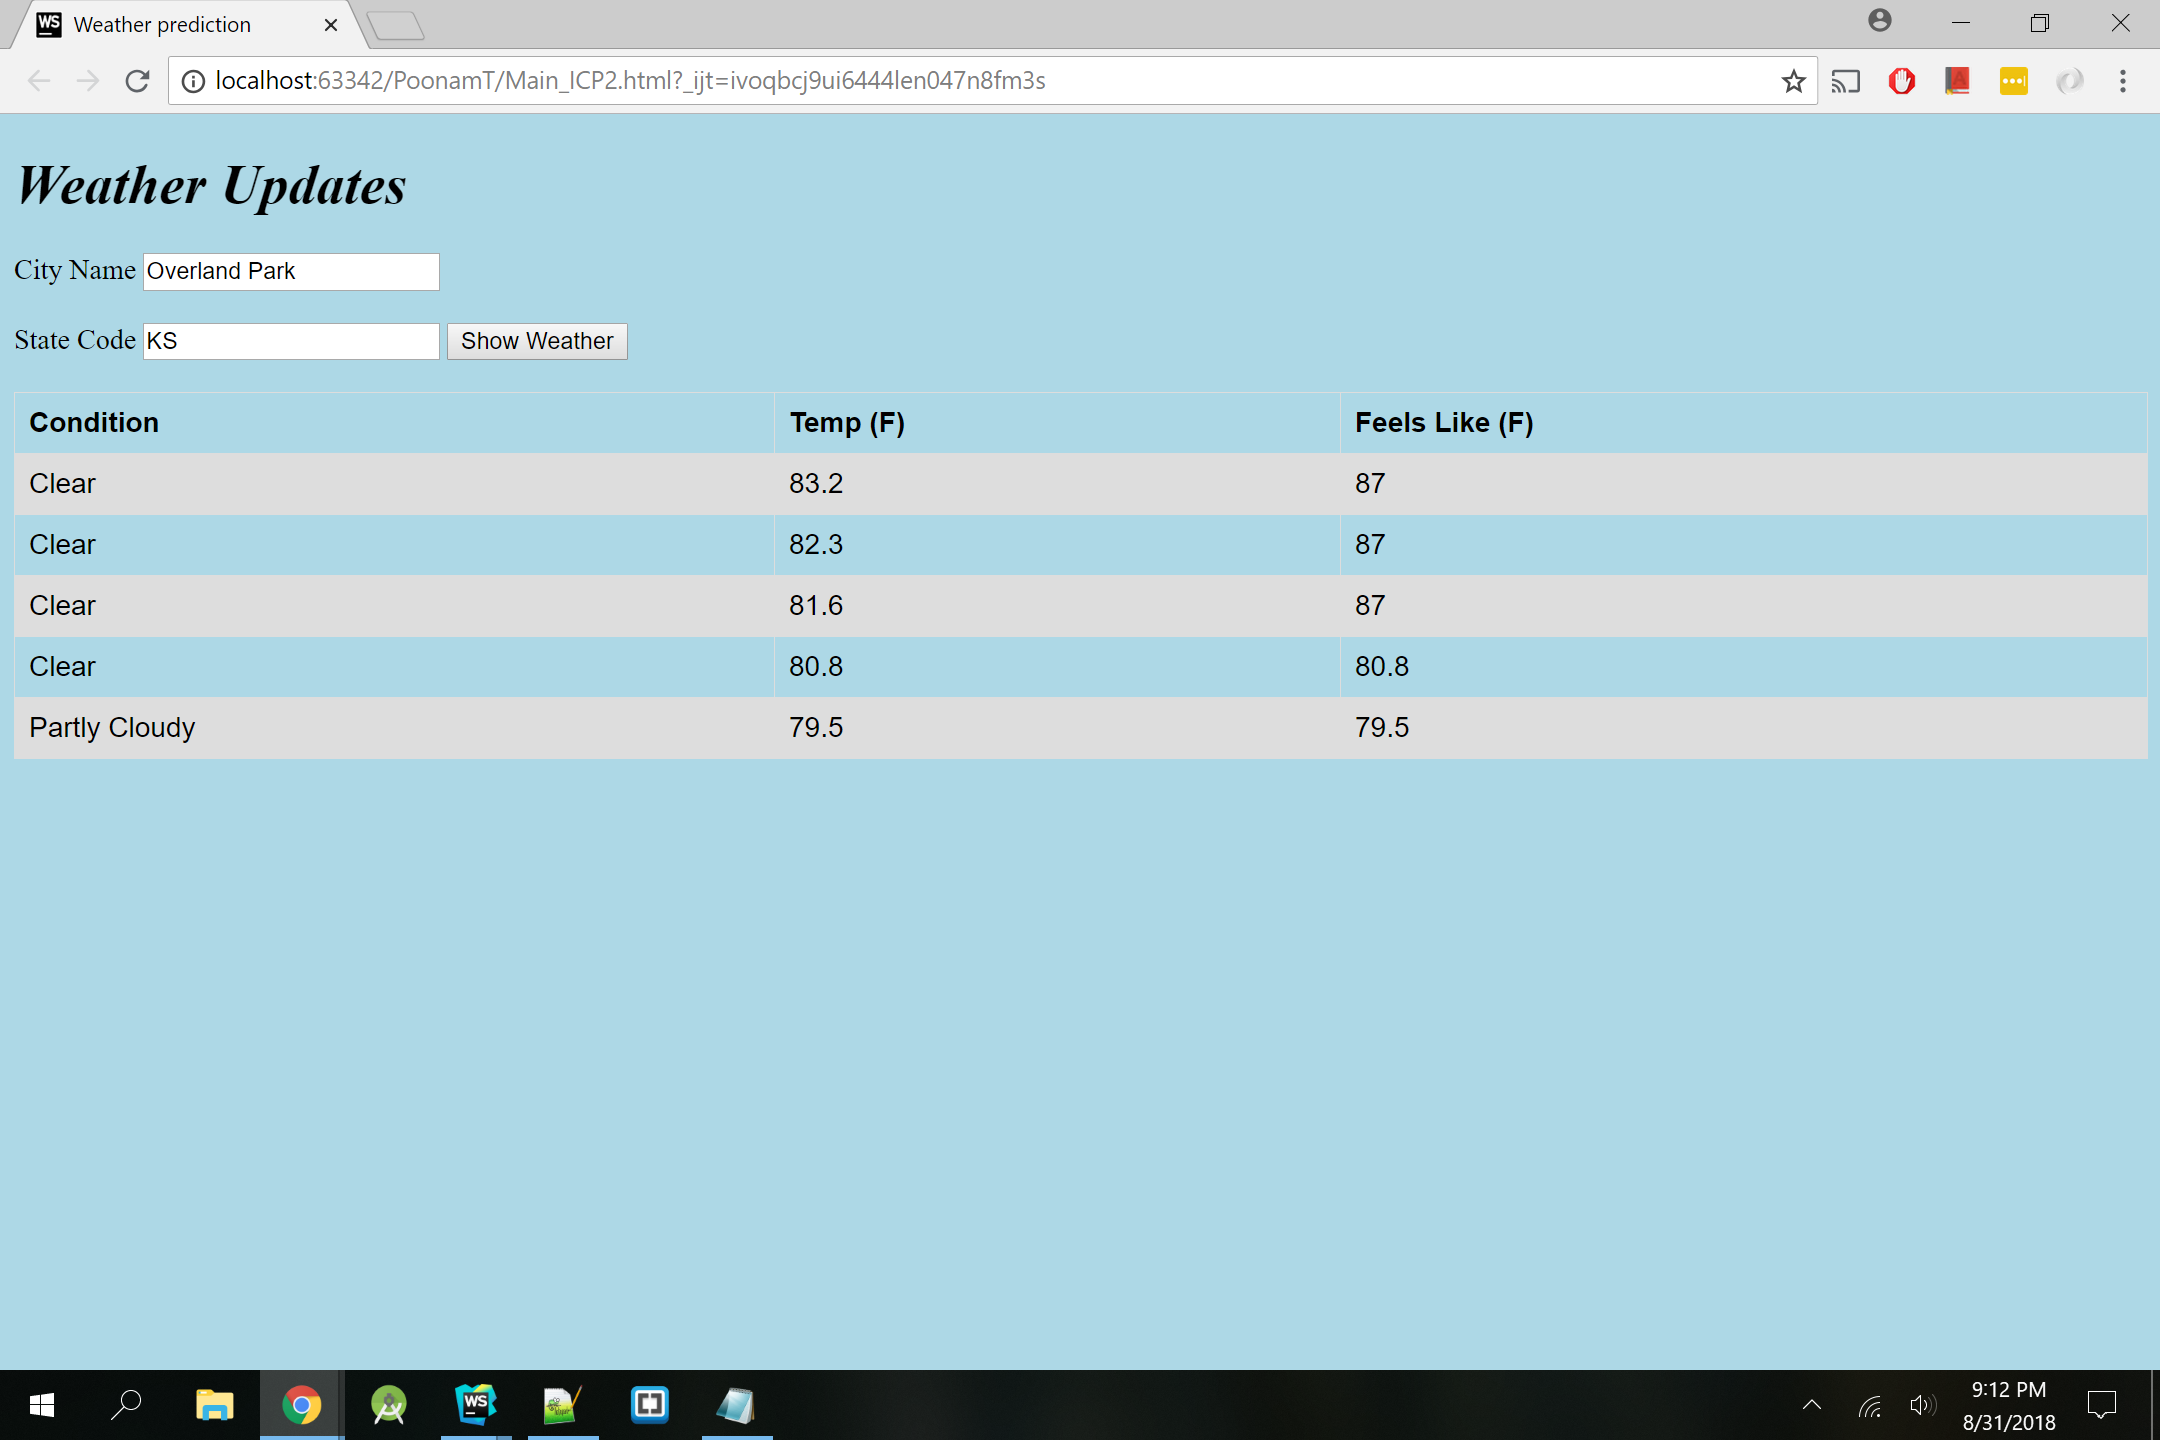 WS Weather prediction
localhost:63342/PoonamT/Main_ICP2.html?_ijt=ivoqbcj9ui6444len047n8fm3s
Weather Updates
City Name Overland Park
State Code KS Show Weather
Condition Temp (F) Feels Like (F)
Clear 83.2 87
Clear 82.3 87
Clear 81.6 87
Clear 80.8 80.8
Partly Cloudy 79.5 79.5
WS
9:12 PM
8/31/2018